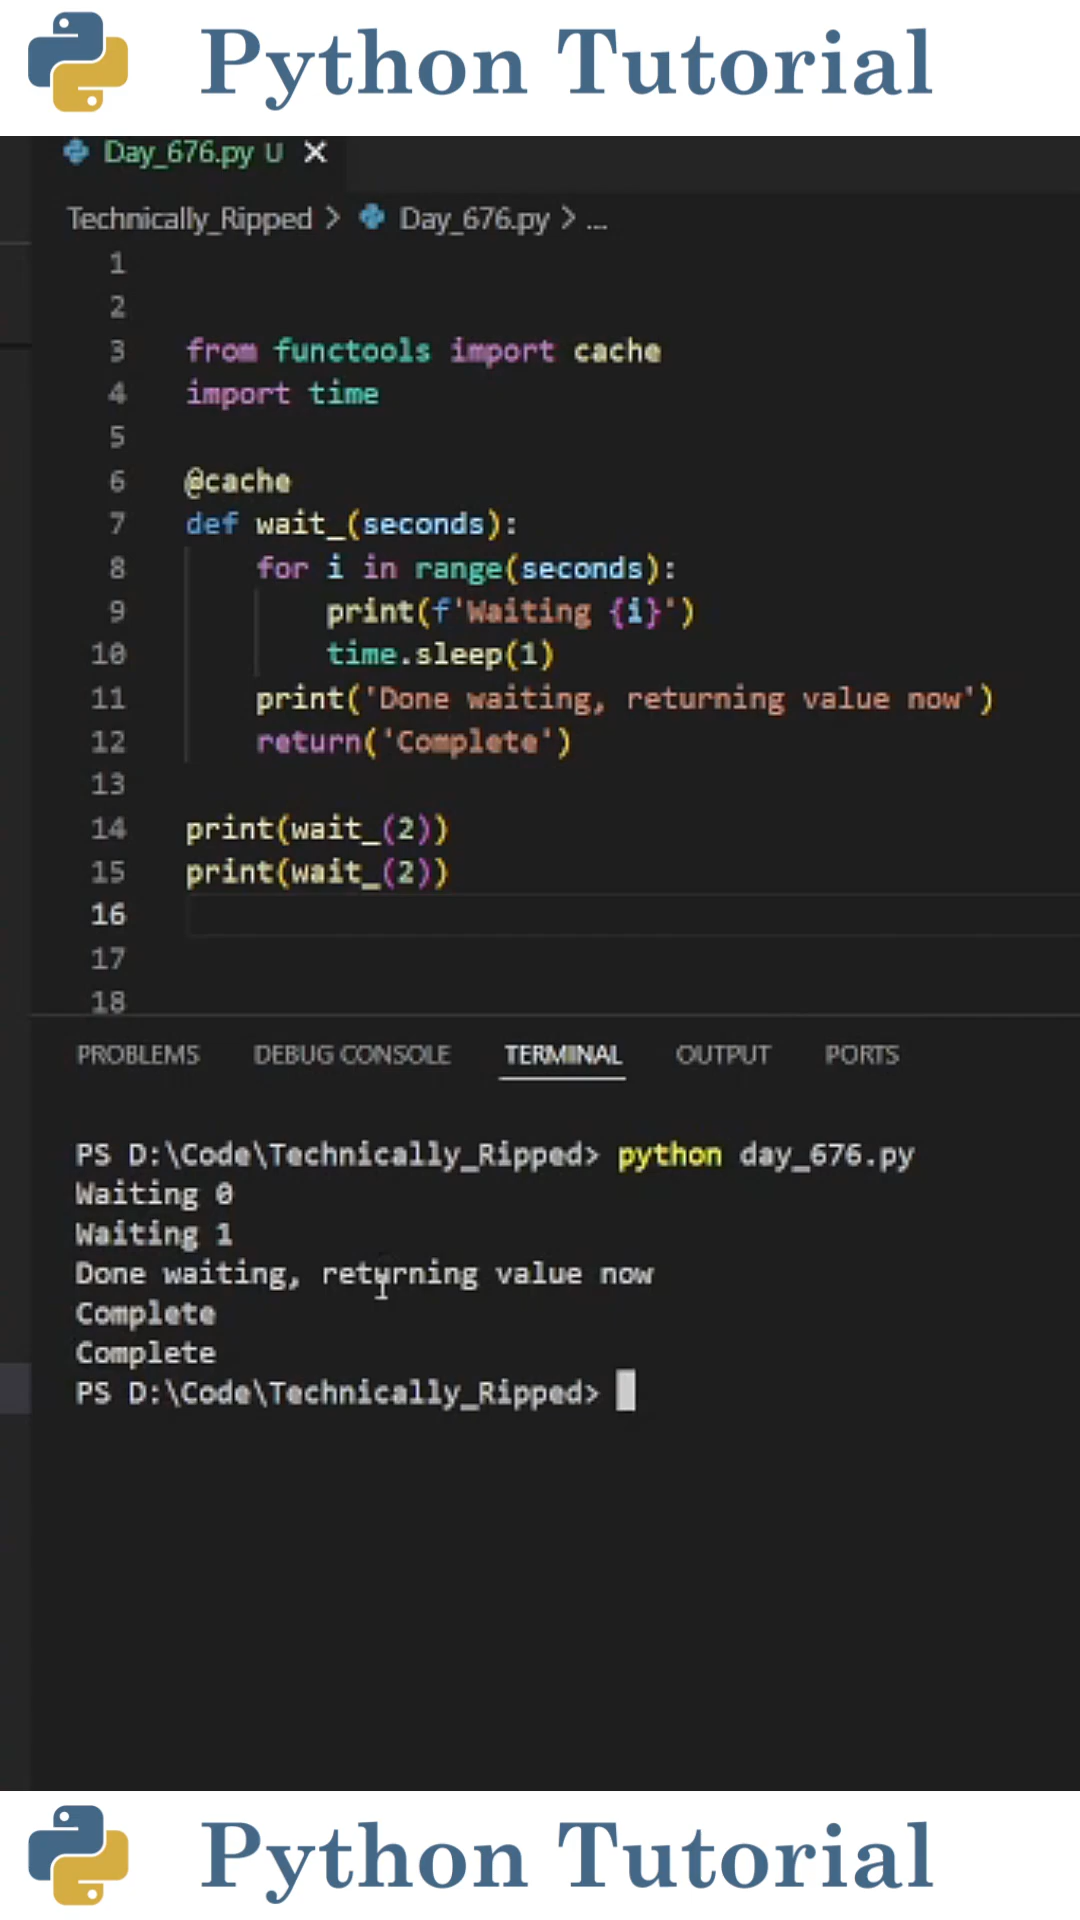 Python Tutorial
Day_676.py U
Technically_Ripped > Day_676.py > ...
1
2
3 from functools import cache
4 import time
5
6 @cache
7 def wait_(seconds):
8 for i in range(seconds):
9 print(f'Waiting {i}')
10 time.sleep(1)
11 print('Done waiting, returning value now')
12 return('Complete')
13
14 print(wait_(2))
15 print(wait_(2))
16
17
18
PROBLEMS DEBUG CONSOLE TERMINAL OUTPUT PORTS
PS D:\Code\Technically_Ripped> python day_676.py
Waiting 0
Waiting 1
Done waiting, returning value now
Complete
Complete
PS D:\Code\Technically_Ripped>
Python Tutorial